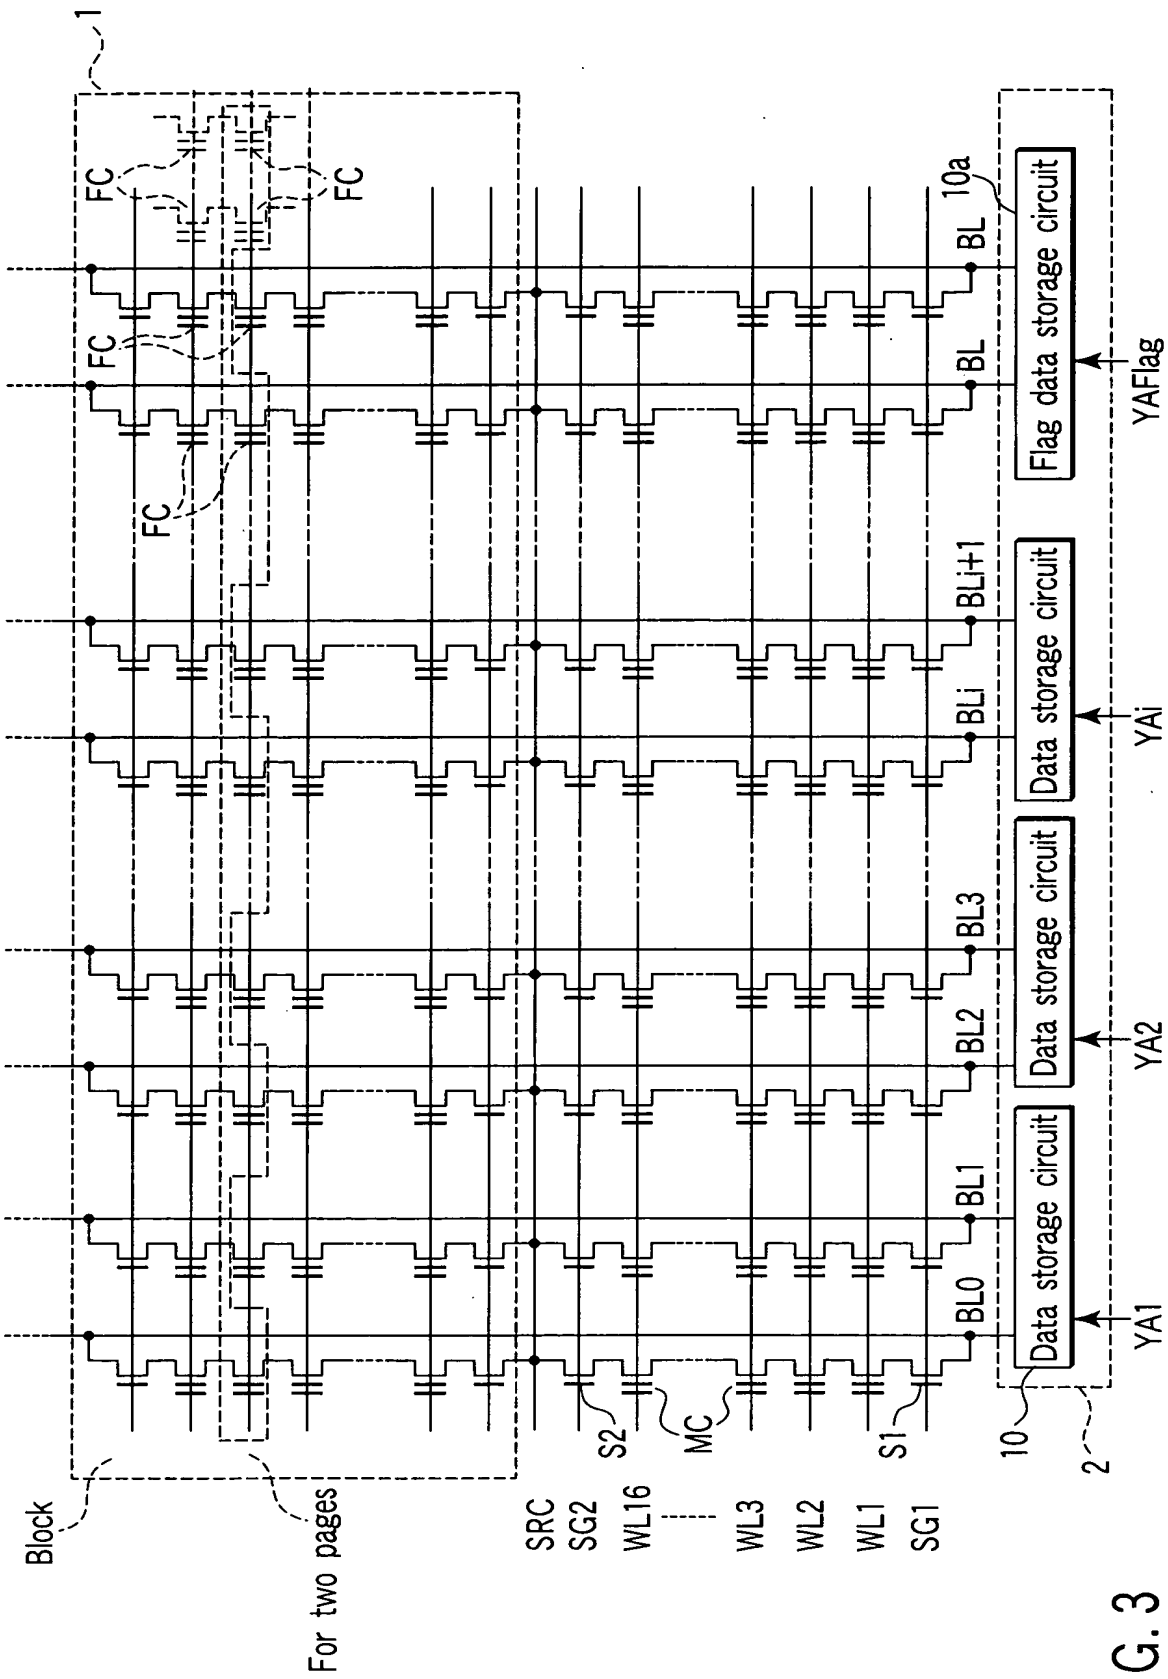 1
Block
For two pages
FC
FC
FC
FC
SRC
SG2
WL16
WL3
WL2
WL1
SG1
S2
MC
S1
BL0
BL1
BL2
BL3
BLi
BLi+1
BL
BL
10
10a
Data storage circuit
Data storage circuit
Data storage circuit
Flag data storage circuit
2
YA1
YA2
YAi
YAFlag
G. 3